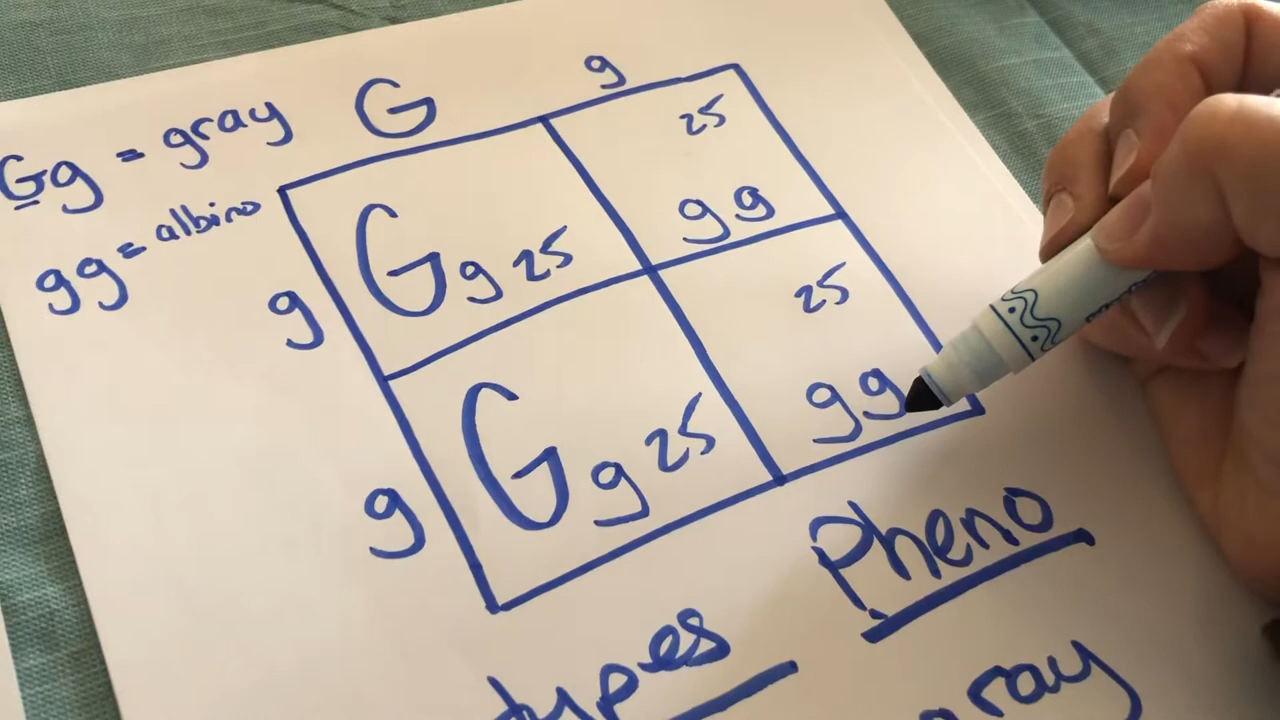 Gg = gray
gg = albino
G g
g Gg 25 25 gg
g Gg 25 25 gg
Pheno
types
gray